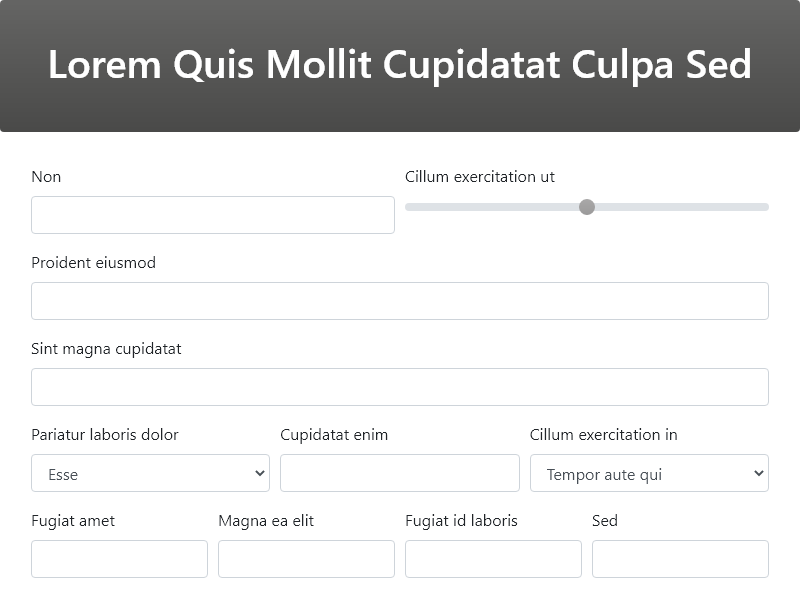 Lorem Quis Mollit Cupidatat Culpa Sed
Non
Cillum exercitation ut
Proident eiusmod
Sint magna cupidatat
Pariatur laboris dolor
Cupidatat enim
Cillum exercitation in
Esse
Tempor aute qui
Fugiat amet
Magna ea elit
Fugiat id laboris
Sed